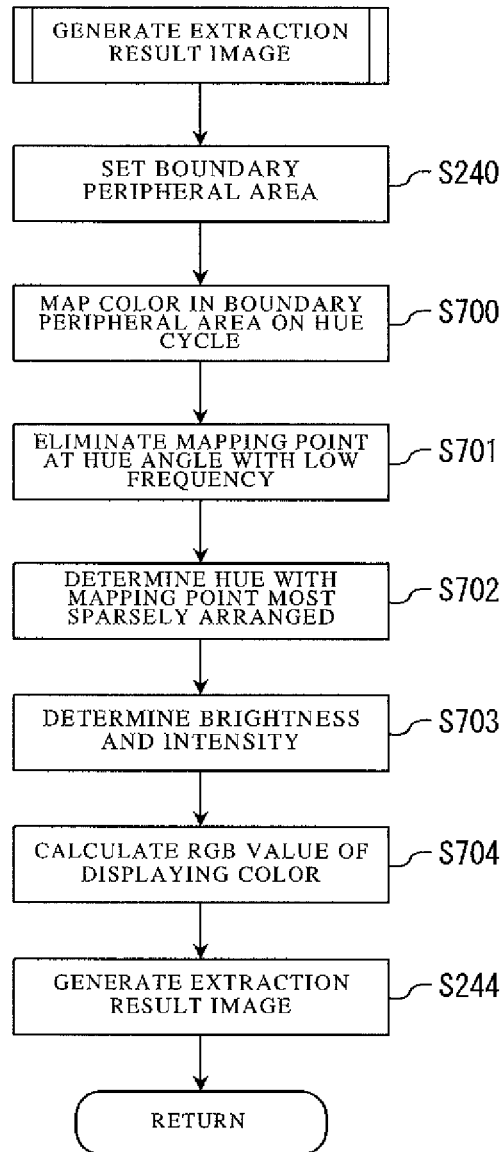 GENERATE EXTRACTION
RESULT IMAGE
SET BOUNDARY
PERIPHERAL AREA
S240
MAP COLOR IN BOUNDARY
PERIPHERAL AREA ON HUE
CYCLE
S700
ELIMINATE MAPPING POINT
AT HUE ANGLE WITH LOW
FREQUENCY
S701
DETERMINE HUE WITH
MAPPING POINT MOST
SPARSELY ARRANGED
S702
DETERMINE BRIGHTNESS
AND INTENSITY
S703
CALCULATE RGB VALUE OF
DISPLAYING COLOR
S704
GENERATE EXTRACTION
RESULT IMAGE
S244
RETURN